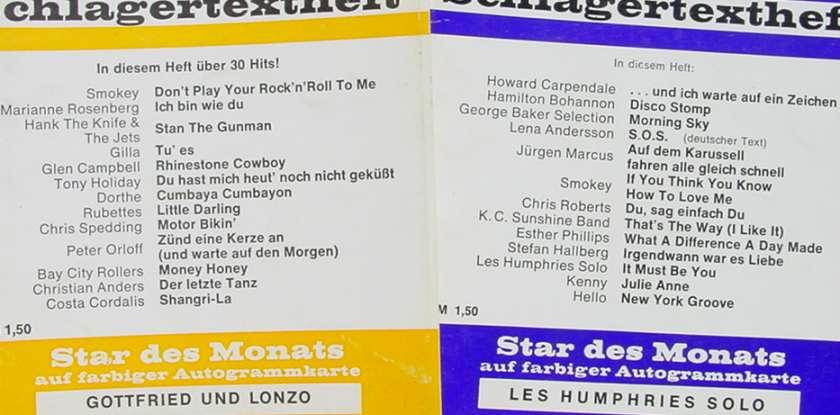 chlagertextheft
In diesem Heft über 30 Hits!
Smokey Don't Play Your Rock'n'Roll To Me
Marianne Rosenberg Ich bin wie du
Hank The Knife &
The Jets Stan The Gunman
Gilla Tu' es
Glen Campbell Rhinestone Cowboy
Tony Holiday Du hast mich heut' noch nicht geküßt
Dorthe Cumbaya Cumbayon
Rubettes Little Darling
Chris Spedding Motor Bikin'
Peter Orloff Zünd eine Kerze an
(und warte auf den Morgen)
Bay City Rollers Money Honey
Christian Anders Der letzte Tanz
Costa Cordalis Shangri-La
1,50
Star des Monats
auf farbiger Autogrammkarte
GOTTFRIED UND LONZO
Schlagertexthef
In diesem Heft:
Howard Carpendale ... und ich warte auf ein Zeichen
Hamilton Bohannon Disco Stomp
George Baker Selection Morning Sky
Lena Andersson S.O.S. (deutscher Text)
Jürgen Marcus Auf dem Karussell
fahren alle gleich schnell
Smokey If You Think You Know
How To Love Me
Chris Roberts Du, sag einfach Du
K. C. Sunshine Band That's The Way (I Like It)
Esther Phillips What A Difference A Day Made
Stefan Hallberg Irgendwann war es Liebe
Les Humphries Solo It Must Be You
Kenny Julie Anne
Hello New York Groove
M 1,50
Star des Monats
auf farbiger Autogrammkarte
LES HUMPHRIES SOLO